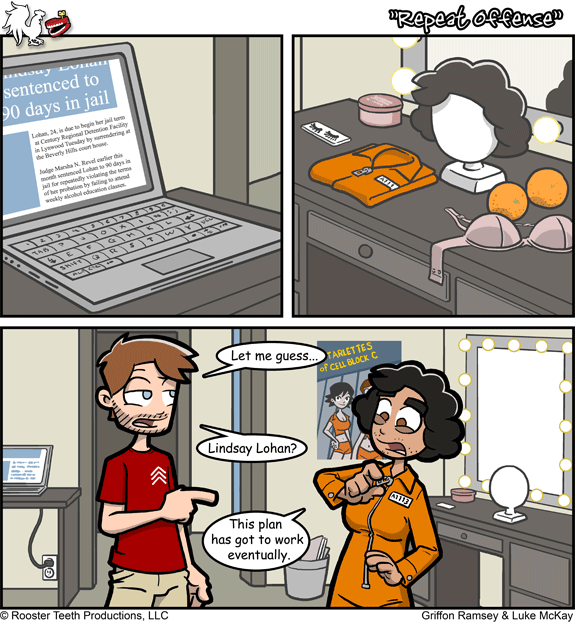 "Repeat Offense"
Lindsay Lohan
sentenced to
90 days in jail
Lohan, 24, is due to begin her jail term
at Century Regional Detention Facility
in Lynwood Tuesday by surrendering at
the Beverly Hills court house.
Judge Marsha N. Revel earlier this
month sentenced Lohan to 90 days in
jail for repeatedly violating the terms
of her probation by failing to attend
weekly alcohol education classes.
TAB
SHIFT
A1113
Let me guess...
TARLETTES
OF CELL BLOCK C
Lindsay Lohan?
A1113
This plan
has got to work
eventually.
© Rooster Teeth Productions, LLC
Griffon Ramsey & Luke McKay